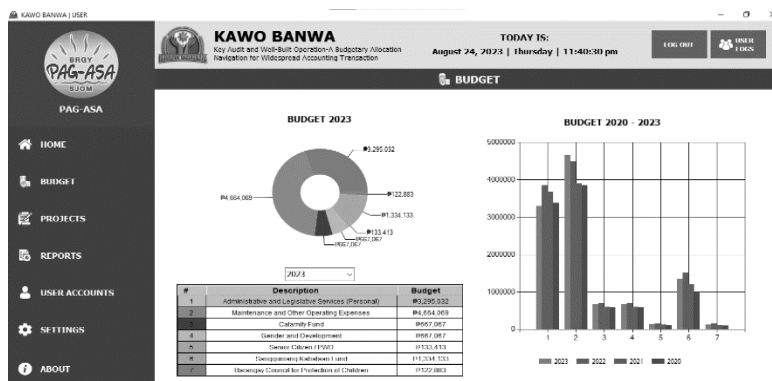 KAWO BANWA | USER
KAWO BANWA
Key Audit and Well-Built Operation-A Budgetary Allocation
Navigation for Widespread Accounting Transaction
TODAY IS:
August 24, 2023 | Thursday | 11:40:30 pm
LOG OUT
USER
LOGS
BRGY
PAG-ASA
SJOM
PAG-ASA
HOME
BUDGET
PROJECTS
REPORTS
USER ACCOUNTS
SETTINGS
ABOUT
BUDGET
BUDGET 2023
₱3,295,032
₱122,883
₱1,334,133
₱133,413
₱667,067
₱667,067
₱4,664,069
2023
# Description Budget
1 Administrative and Legislative Services (Personal) ₱3,295,032
2 Maintenance and Other Operating Expenses ₱4,664,069
3 Calamity Fund ₱667,067
4 Gender and Development ₱667,067
5 Senior Citizen / PWD ₱133,413
6 Sangguniang Kabataan Fund ₱1,334,133
7 Barangay Council for Protection of Children ₱122,883
BUDGET 2020 - 2023
5000000
4000000
3000000
2000000
1000000
0
1 2 3 4 5 6 7
2023 2022 2021 2020